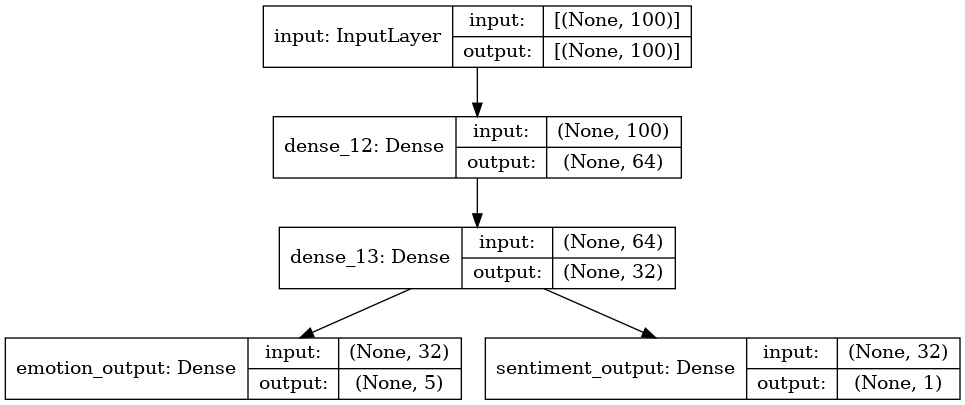 input: InputLayer
input: [(None, 100)]
output: [(None, 100)]
dense_12: Dense
input: (None, 100)
output: (None, 64)
dense_13: Dense
input: (None, 64)
output: (None, 32)
emotion_output: Dense
input: (None, 32)
output: (None, 5)
sentiment_output: Dense
input: (None, 32)
output: (None, 1)